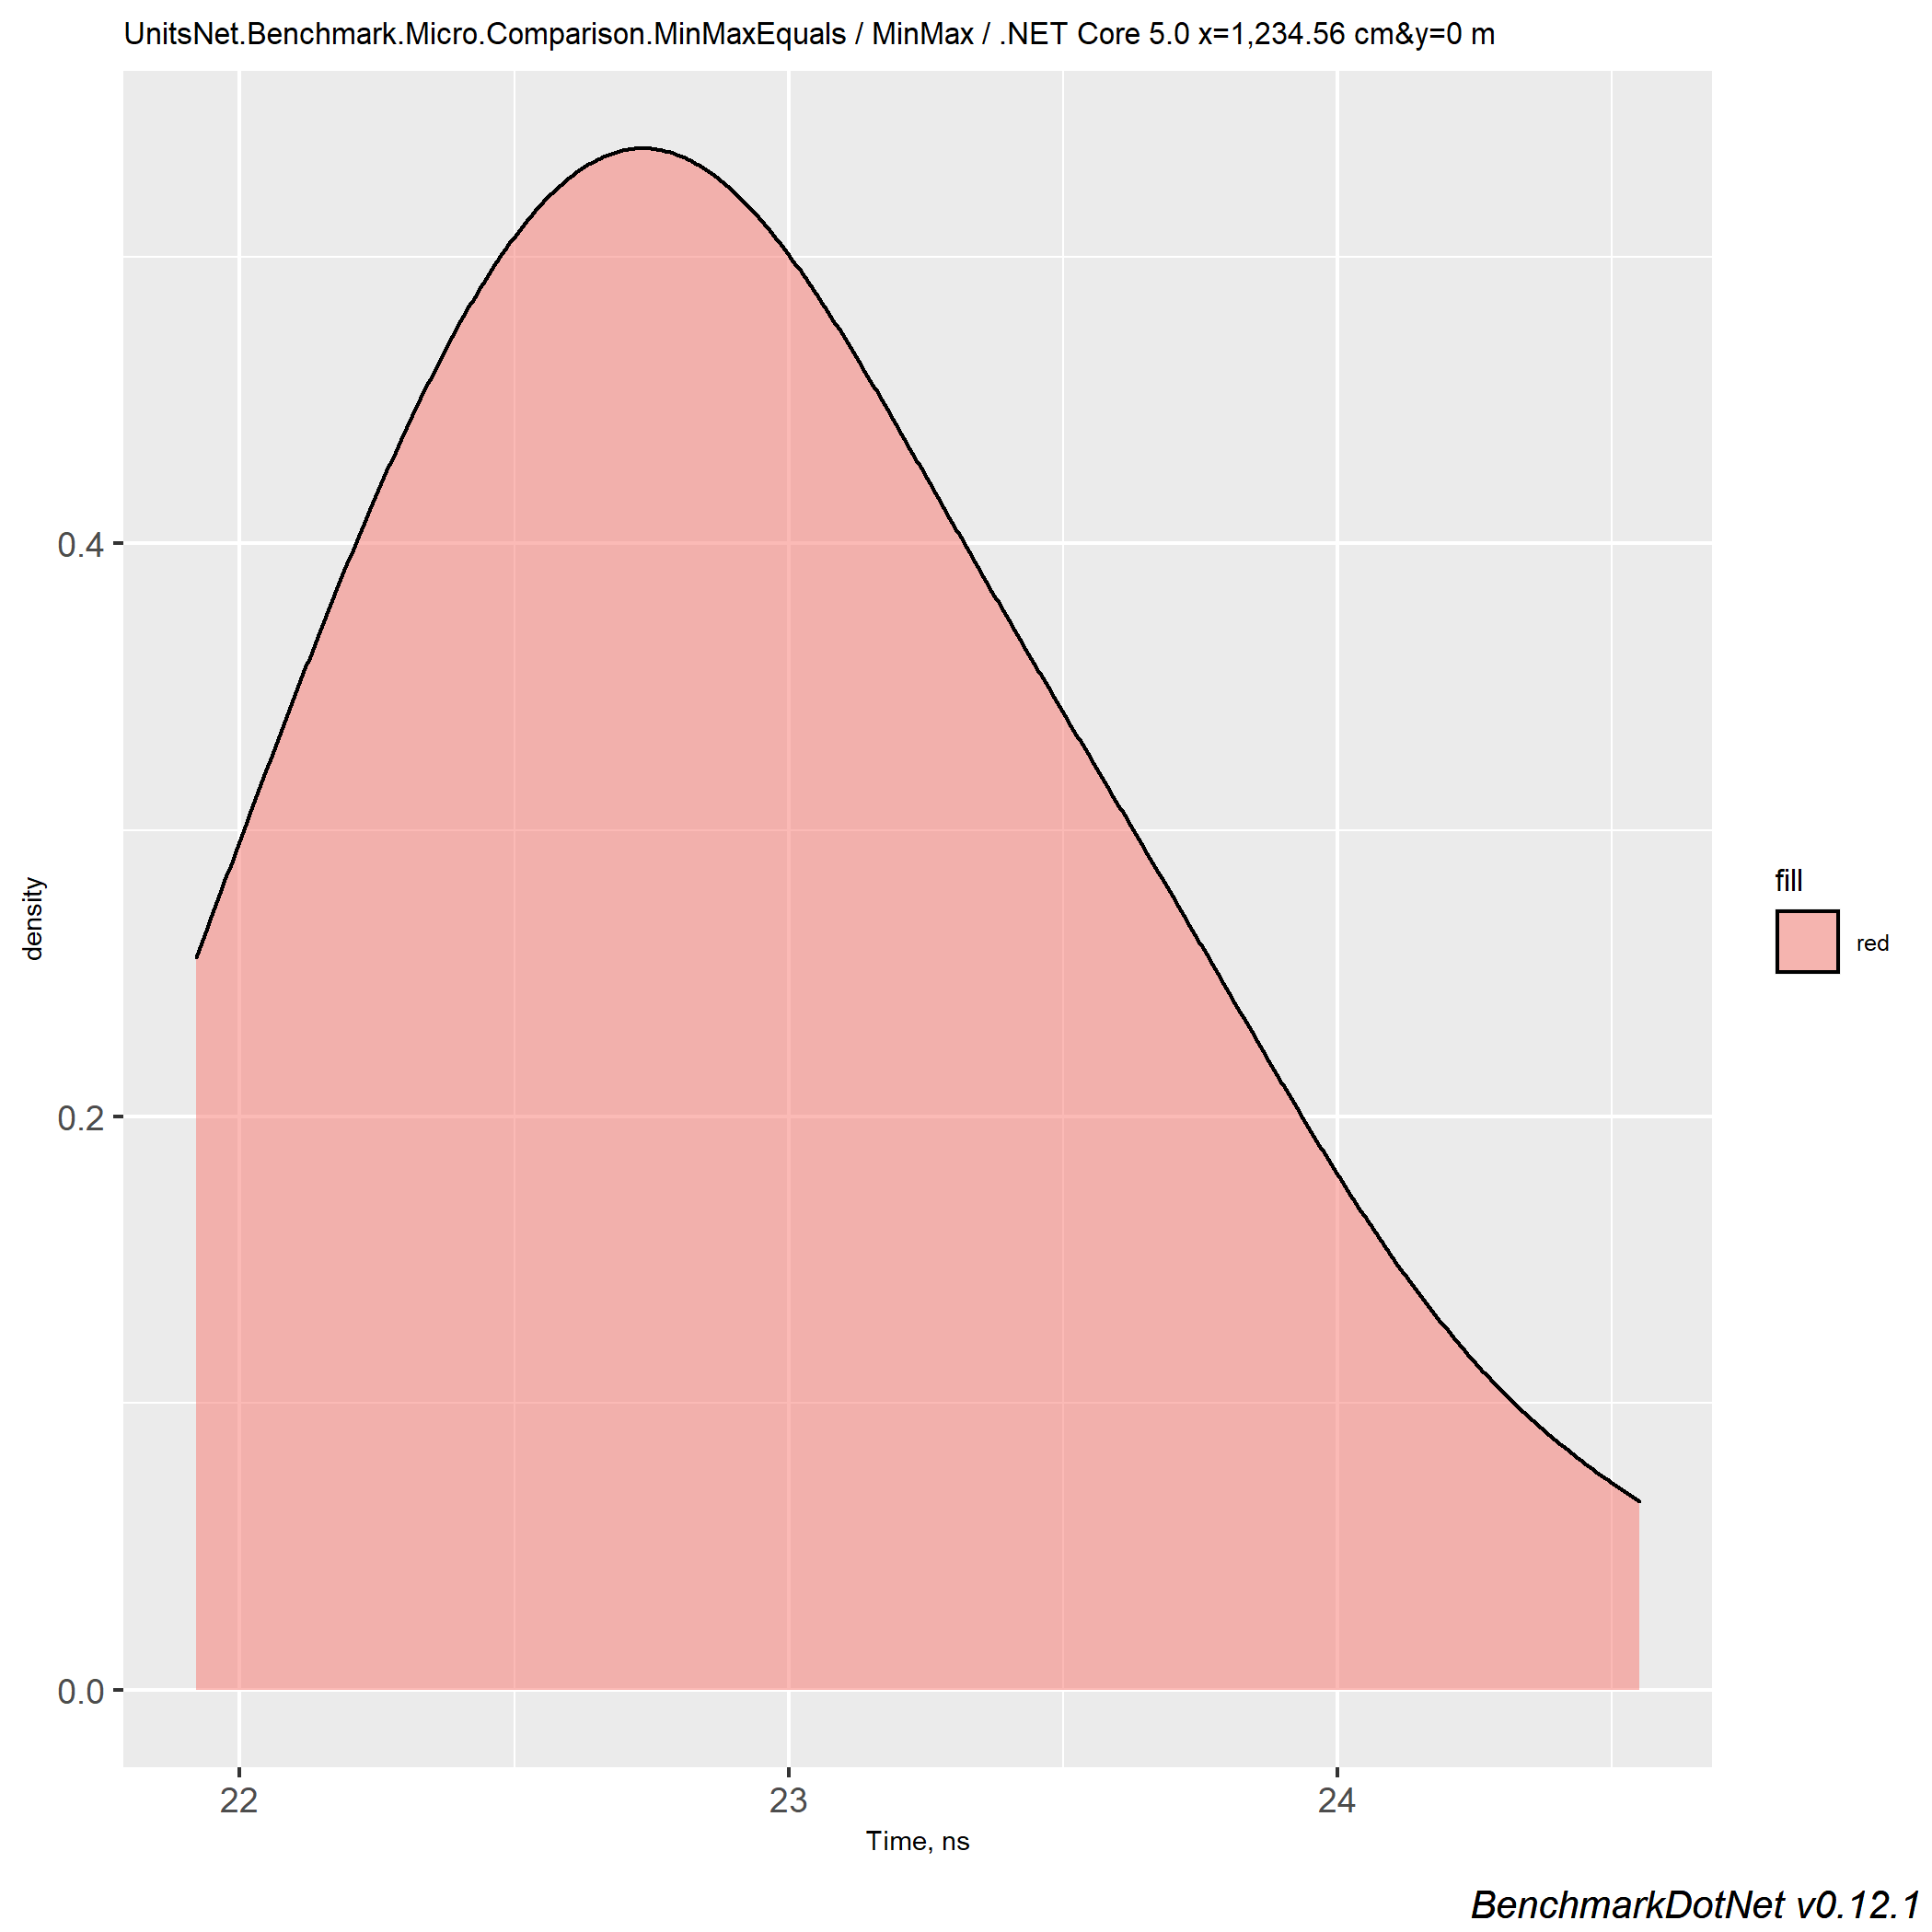 UnitsNet.Benchmark.Micro.Comparison.MinMaxEquals / MinMax / .NET Core 5.0 x=1,234.56 cm&y=0 m
density
0.4
0.2
0.0
22 23 24
Time, ns
fill
red
BenchmarkDotNet v0.12.1